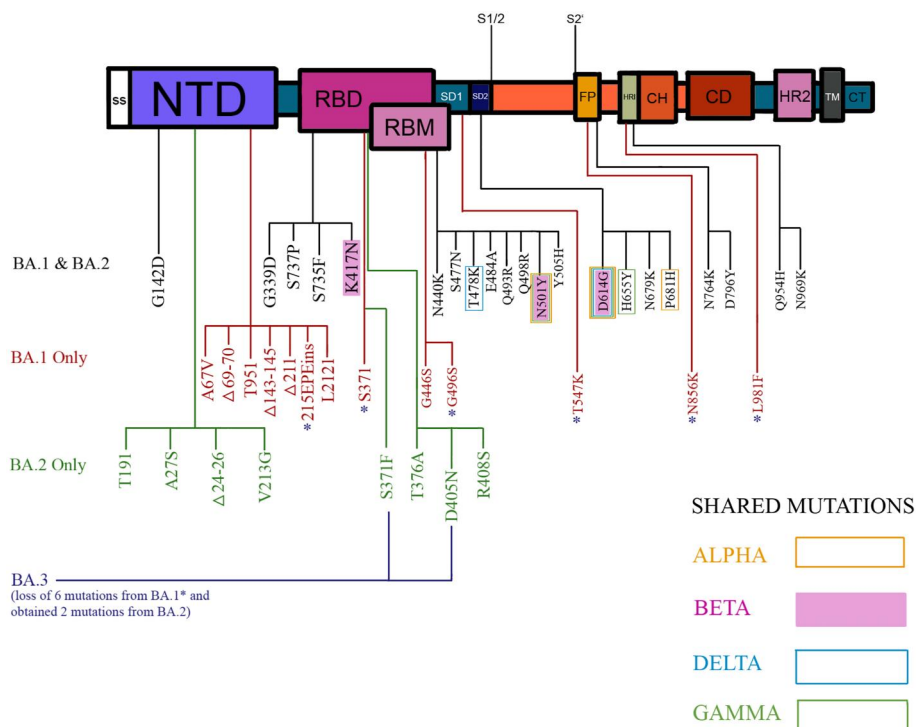 S1/2
S2'
SS
NTD
RBD
RBM
SD1
SD2
FP
HRI
CH
CD
HR2
TM
CT
BA.1 & BA.2
G142D
G339D
S737P
S735F
K417N
N440K
S477N
T478K
E484A
Q493R
Q498R
N501Y
Y505H
D614G
H655Y
N679K
P681H
N764K
D796Y
Q954H
N969K
BA.1 Only
A67V
Δ 69-70
T951
Δ143-145
Δ 211
*215EPEins
L2121
*S371
G446S
*G496S
*T547K
*N856K
*L981F
BA.2 Only
T191
A27S
Δ24-26
V213G
S371F
T376A
D405N
R408S
BA.3
(loss of 6 mutations from BA.1* and
obtained 2 mutations from BA.2)
SHARED MUTATIONS
ALPHA
BETA
DELTA
GAMMA